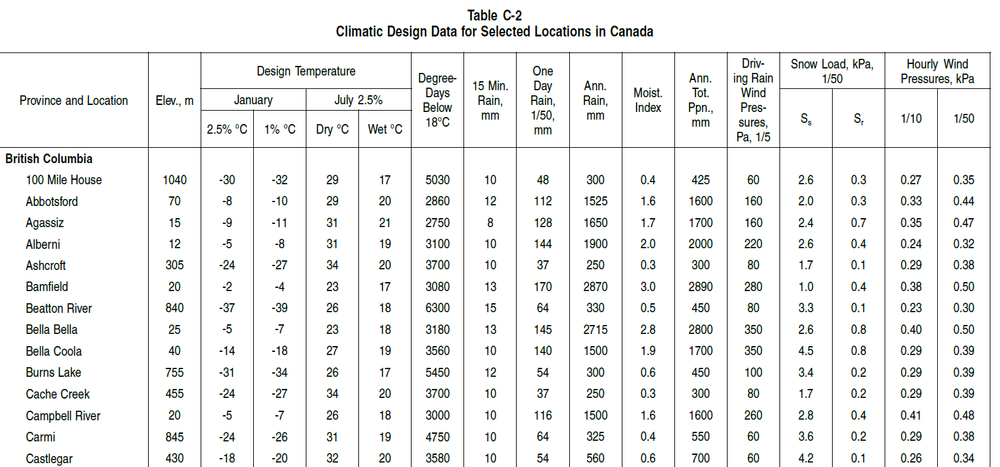 Table C-2
Climatic Design Data for Selected Locations in Canada
Province and Location Elev., m Design Temperature Degree-Days Below 18°C 15 Min. Rain, mm One Day Rain, 1/50, mm Ann. Rain, mm Moist. Index Ann. Tot. Ppn., mm Driv-ing Rain Wind Pres-sures, Pa, 1/5 Snow Load, kPa, 1/50 Hourly Wind Pressures, kPa
January July 2.5%
2.5% °C 1% °C Dry °C Wet °C Ss Sr 1/10 1/50
British Columbia
100 Mile House 1040 -30 -32 29 17 5030 10 48 300 0.4 425 60 2.6 0.3 0.27 0.35
Abbotsford 70 -8 -10 29 20 2860 12 112 1525 1.6 1600 160 2.0 0.3 0.33 0.44
Agassiz 15 -9 -11 31 21 2750 8 128 1650 1.7 1700 160 2.4 0.7 0.35 0.47
Alberni 12 -5 -8 31 19 3100 10 144 1900 2.0 2000 220 2.6 0.4 0.24 0.32
Ashcroft 305 -24 -27 34 20 3700 10 37 250 0.3 300 80 1.7 0.1 0.29 0.38
Bamfield 20 -2 -4 23 17 3080 13 170 2870 3.0 2890 280 1.0 0.4 0.38 0.50
Beatton River 840 -37 -39 26 18 6300 15 64 330 0.5 450 80 3.3 0.1 0.23 0.30
Bella Bella 25 -5 -7 23 18 3180 13 145 2715 2.8 2800 350 2.6 0.8 0.40 0.50
Bella Coola 40 -14 -18 27 19 3560 10 140 1500 1.9 1700 350 4.5 0.8 0.29 0.39
Burns Lake 755 -31 -34 26 17 5450 12 54 300 0.6 450 100 3.4 0.2 0.29 0.39
Cache Creek 455 -24 -27 34 20 3700 10 37 250 0.3 300 80 1.7 0.2 0.29 0.39
Campbell River 20 -5 -7 26 18 3000 10 116 1500 1.6 1600 260 2.8 0.4 0.41 0.48
Carmi 845 -24 -26 31 19 4750 10 64 325 0.4 550 60 3.6 0.2 0.29 0.38
Castlegar 430 -18 -20 32 20 3580 10 54 560 0.6 700 60 4.2 0.1 0.26 0.34